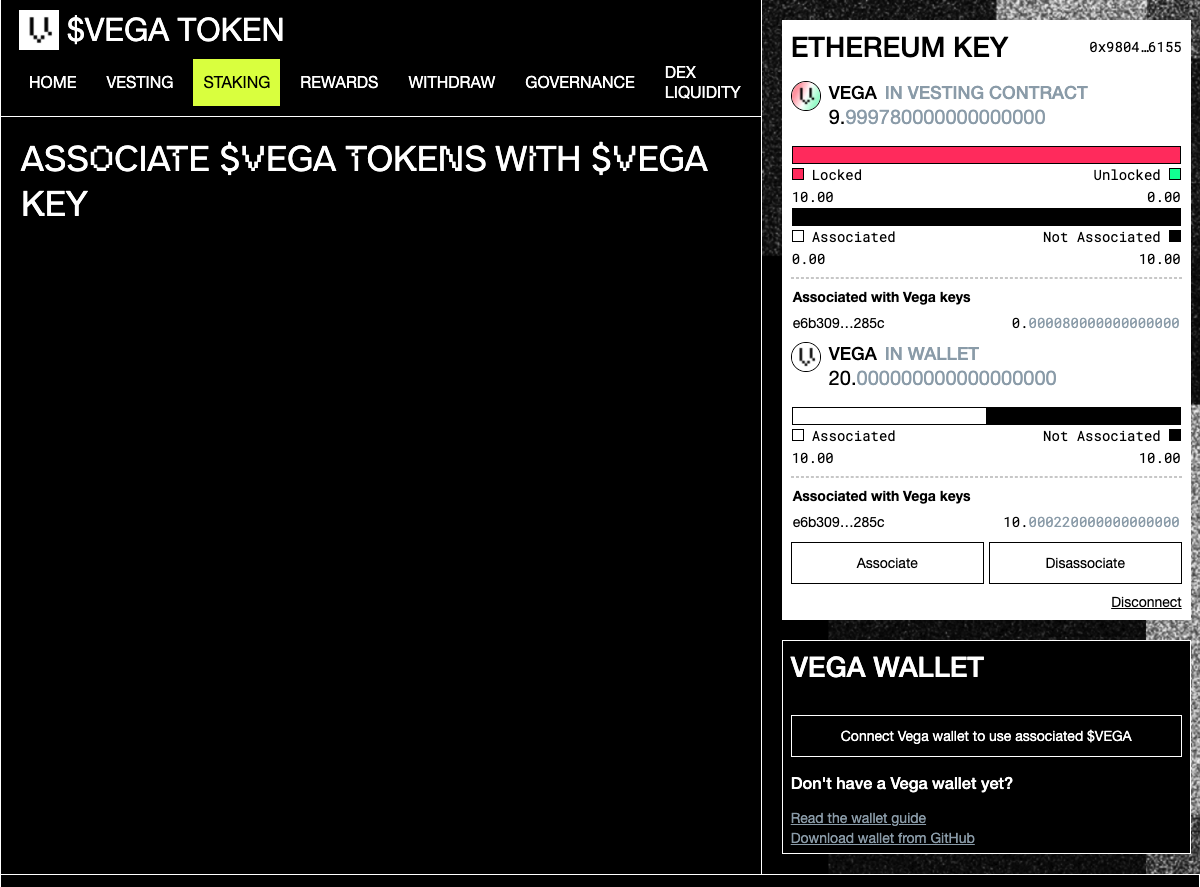 $VEGA TOKEN
HOME VESTING STAKING REWARDS WITHDRAW GOVERNANCE DEX LIQUIDITY
ASSOCIATE $VEGA TOKENS WITH $VEGA
KEY
ETHEREUM KEY 0x9804…6155
VEGA IN VESTING CONTRACT
9.999780000000000000
Locked Unlocked
10.00 0.00
Associated Not Associated
0.00 10.00
Associated with Vega keys
e6b309…285c 0.000080000000000000
VEGA IN WALLET
20.000000000000000000
Associated Not Associated
10.00 10.00
Associated with Vega keys
e6b309…285c 10.000220000000000000
Associate Disassociate
Disconnect
VEGA WALLET
Connect Vega wallet to use associated $VEGA
Don't have a Vega wallet yet?
Read the wallet guide
Download wallet from GitHub